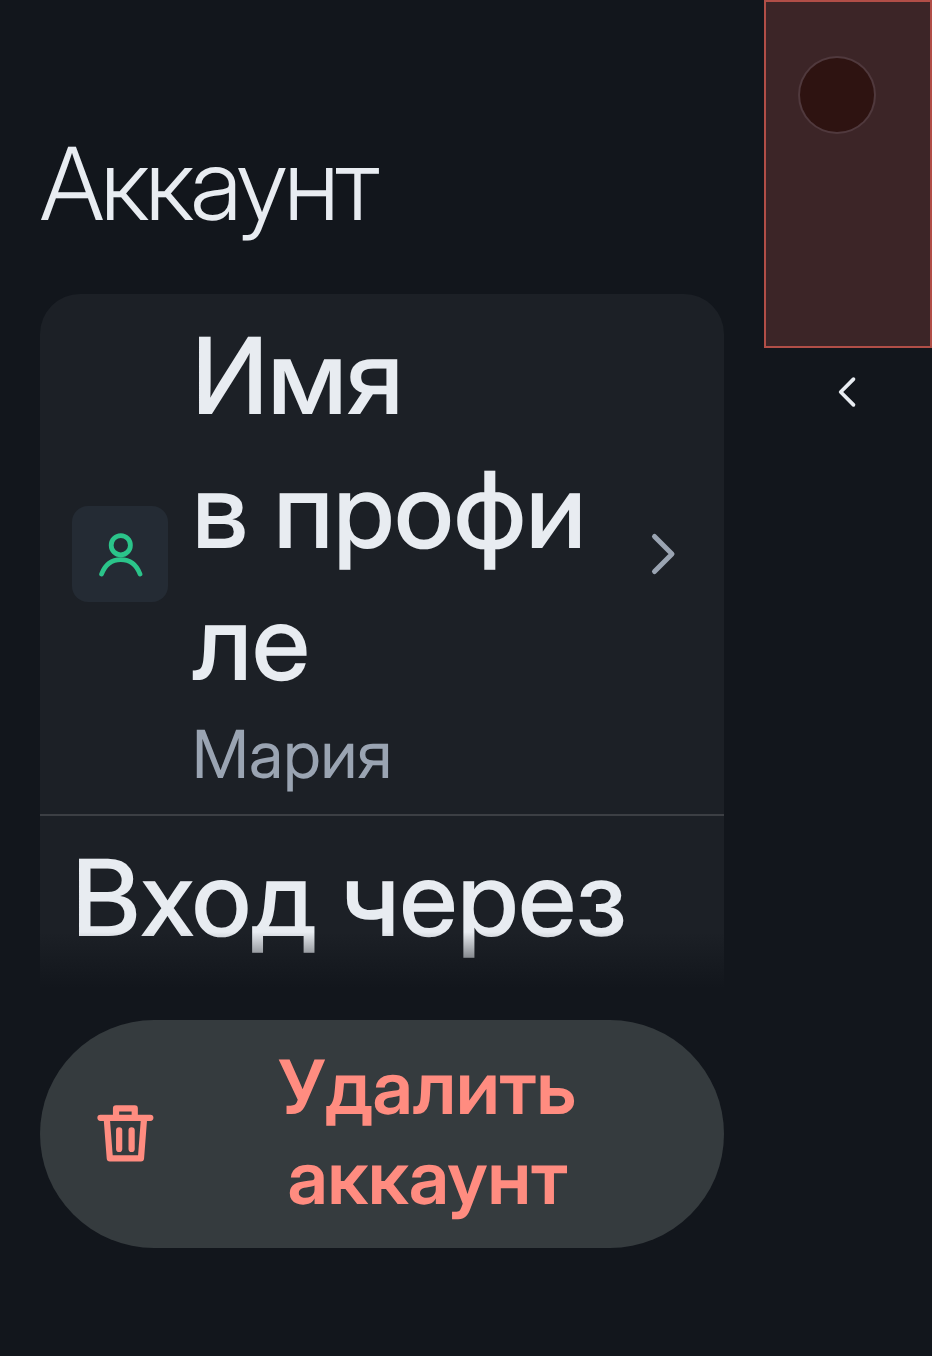 Аккаунт
Имя
в профи
ле
Мария
Вход через
Удалить
аккаунт